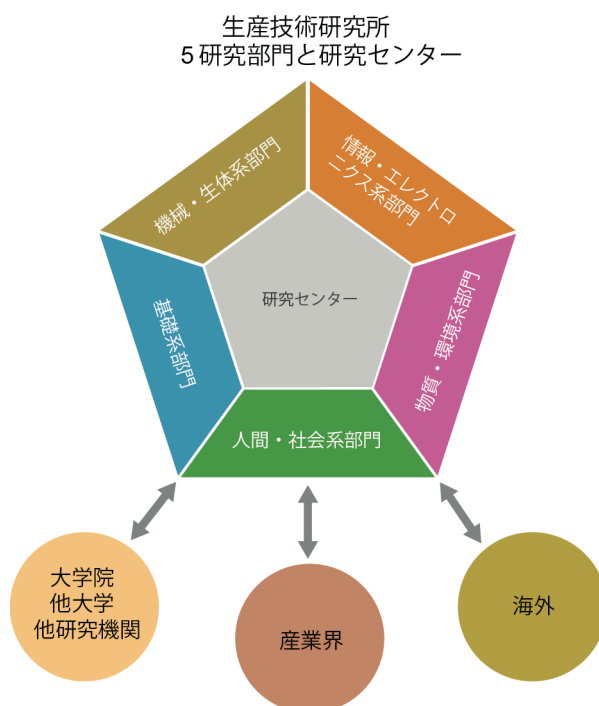 生産技術研究所
5研究部門と研究センター
機械・生体系部門
情報・エレクトロ
ニクス系部門
基礎系部門
研究センター
物質・環境系部門
人間・社会系部門
大学院
他大学
他研究機関
産業界
海外